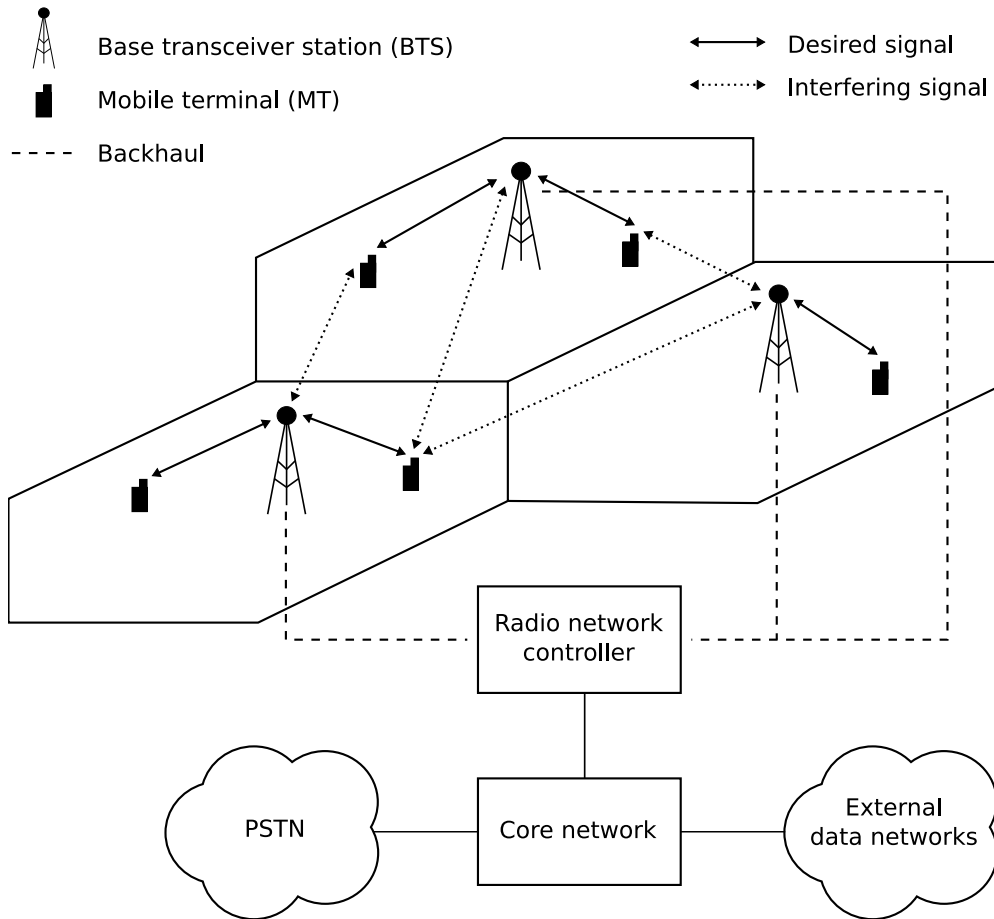 Base transceiver station (BTS)
Mobile terminal (MT)
Backhaul
Desired signal
Interfering signal
Radio network
controller
PSTN
Core network
External
data networks